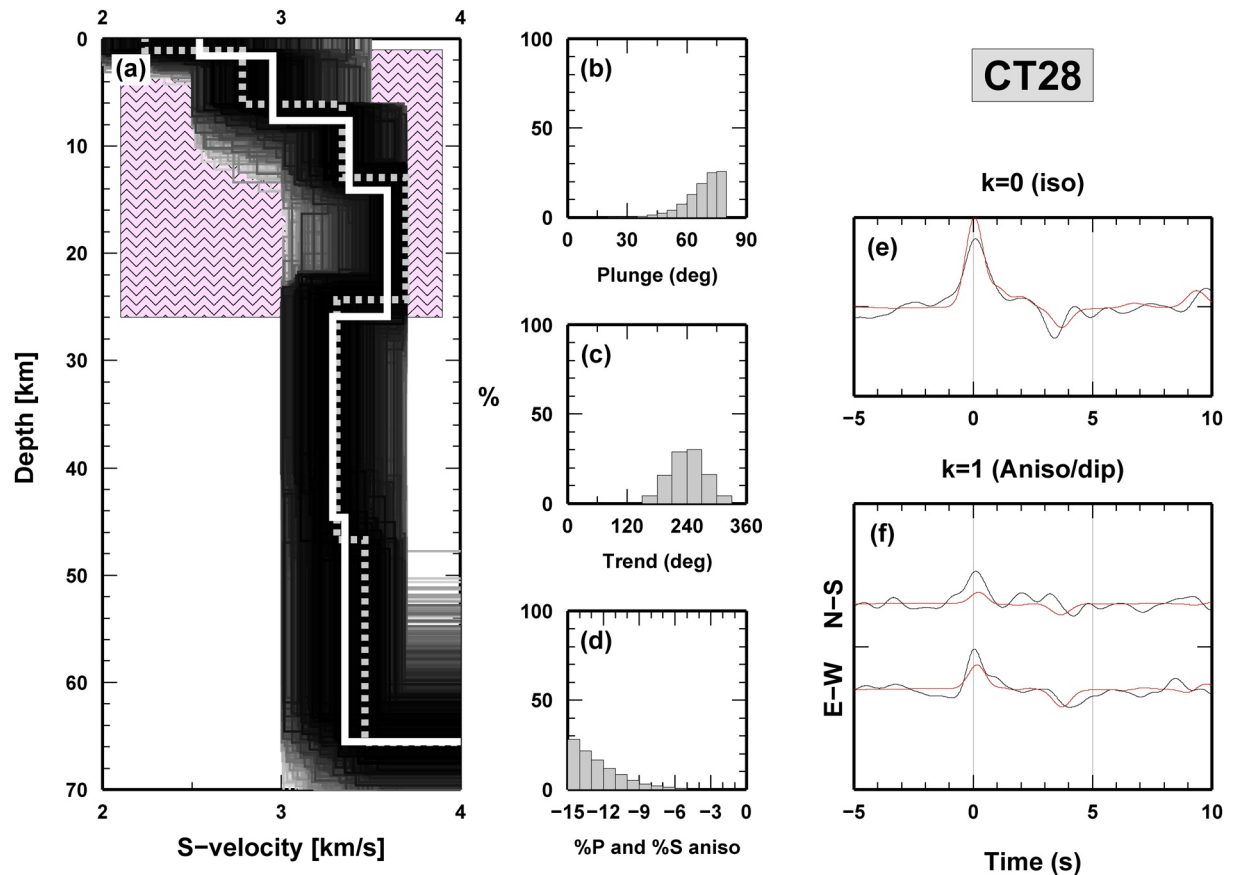 2 3 4
0
10
20
30
40
50
60
70
2 3 4
(a)
Depth [km]
S−velocity [km/s]
%
100
50
0
(b)
0 30 60 90
Plunge (deg)
100
50
0
(c)
0 120 240 360
Trend (deg)
100
50
0
(d)
−15 −12 −9 −6 −3 0
%P and %S aniso
CT28
k=0 (iso)
(e)
−5 0 5 10
k=1 (Aniso/dip)
(f)
N−S
E−W
−5 0 5 10
Time (s)